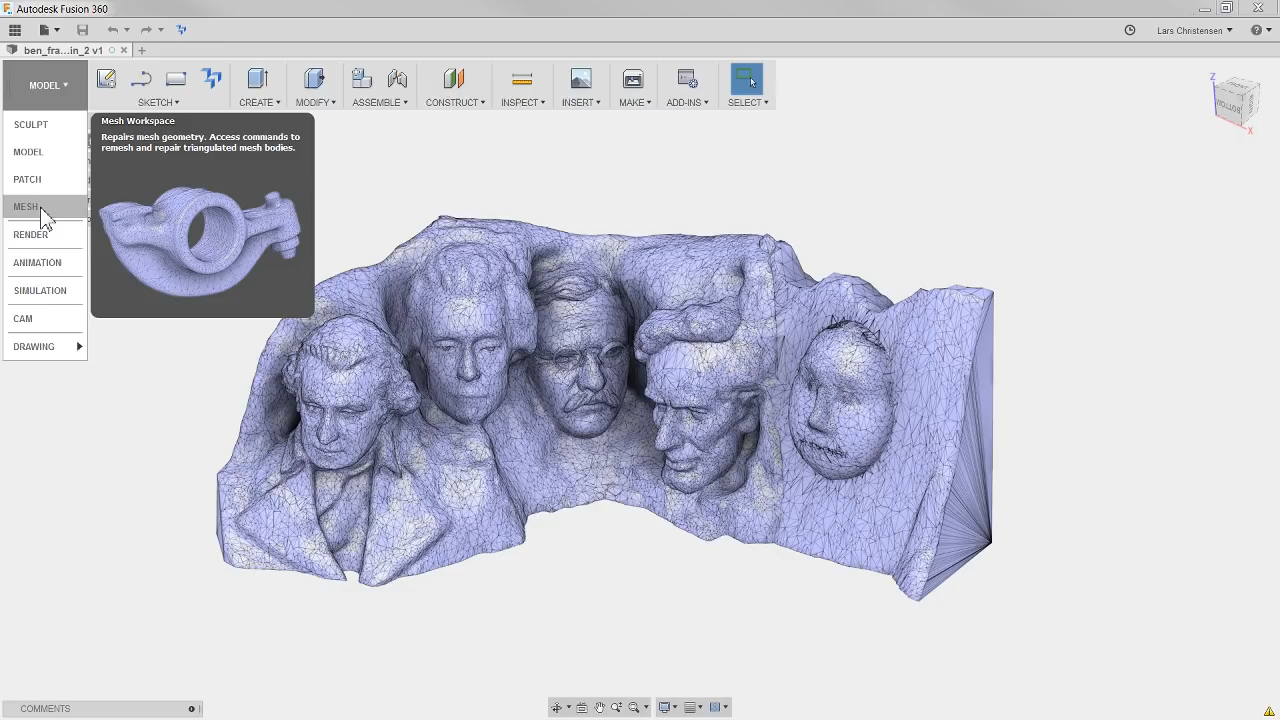 Autodesk Fusion 360
Lars Christensen
ben_fra...in_2 v1
MODEL
SKETCH
CREATE
MODIFY
ASSEMBLE
CONSTRUCT
INSPECT
INSERT
MAKE
ADD-INS
SELECT
SCULPT
MODEL
PATCH
MESH
RENDER
ANIMATION
SIMULATION
CAM
DRAWING
Mesh Workspace
Repairs mesh geometry. Access commands to
remesh and repair triangulated mesh bodies.
Z
BOTTOM
X
COMMENTS